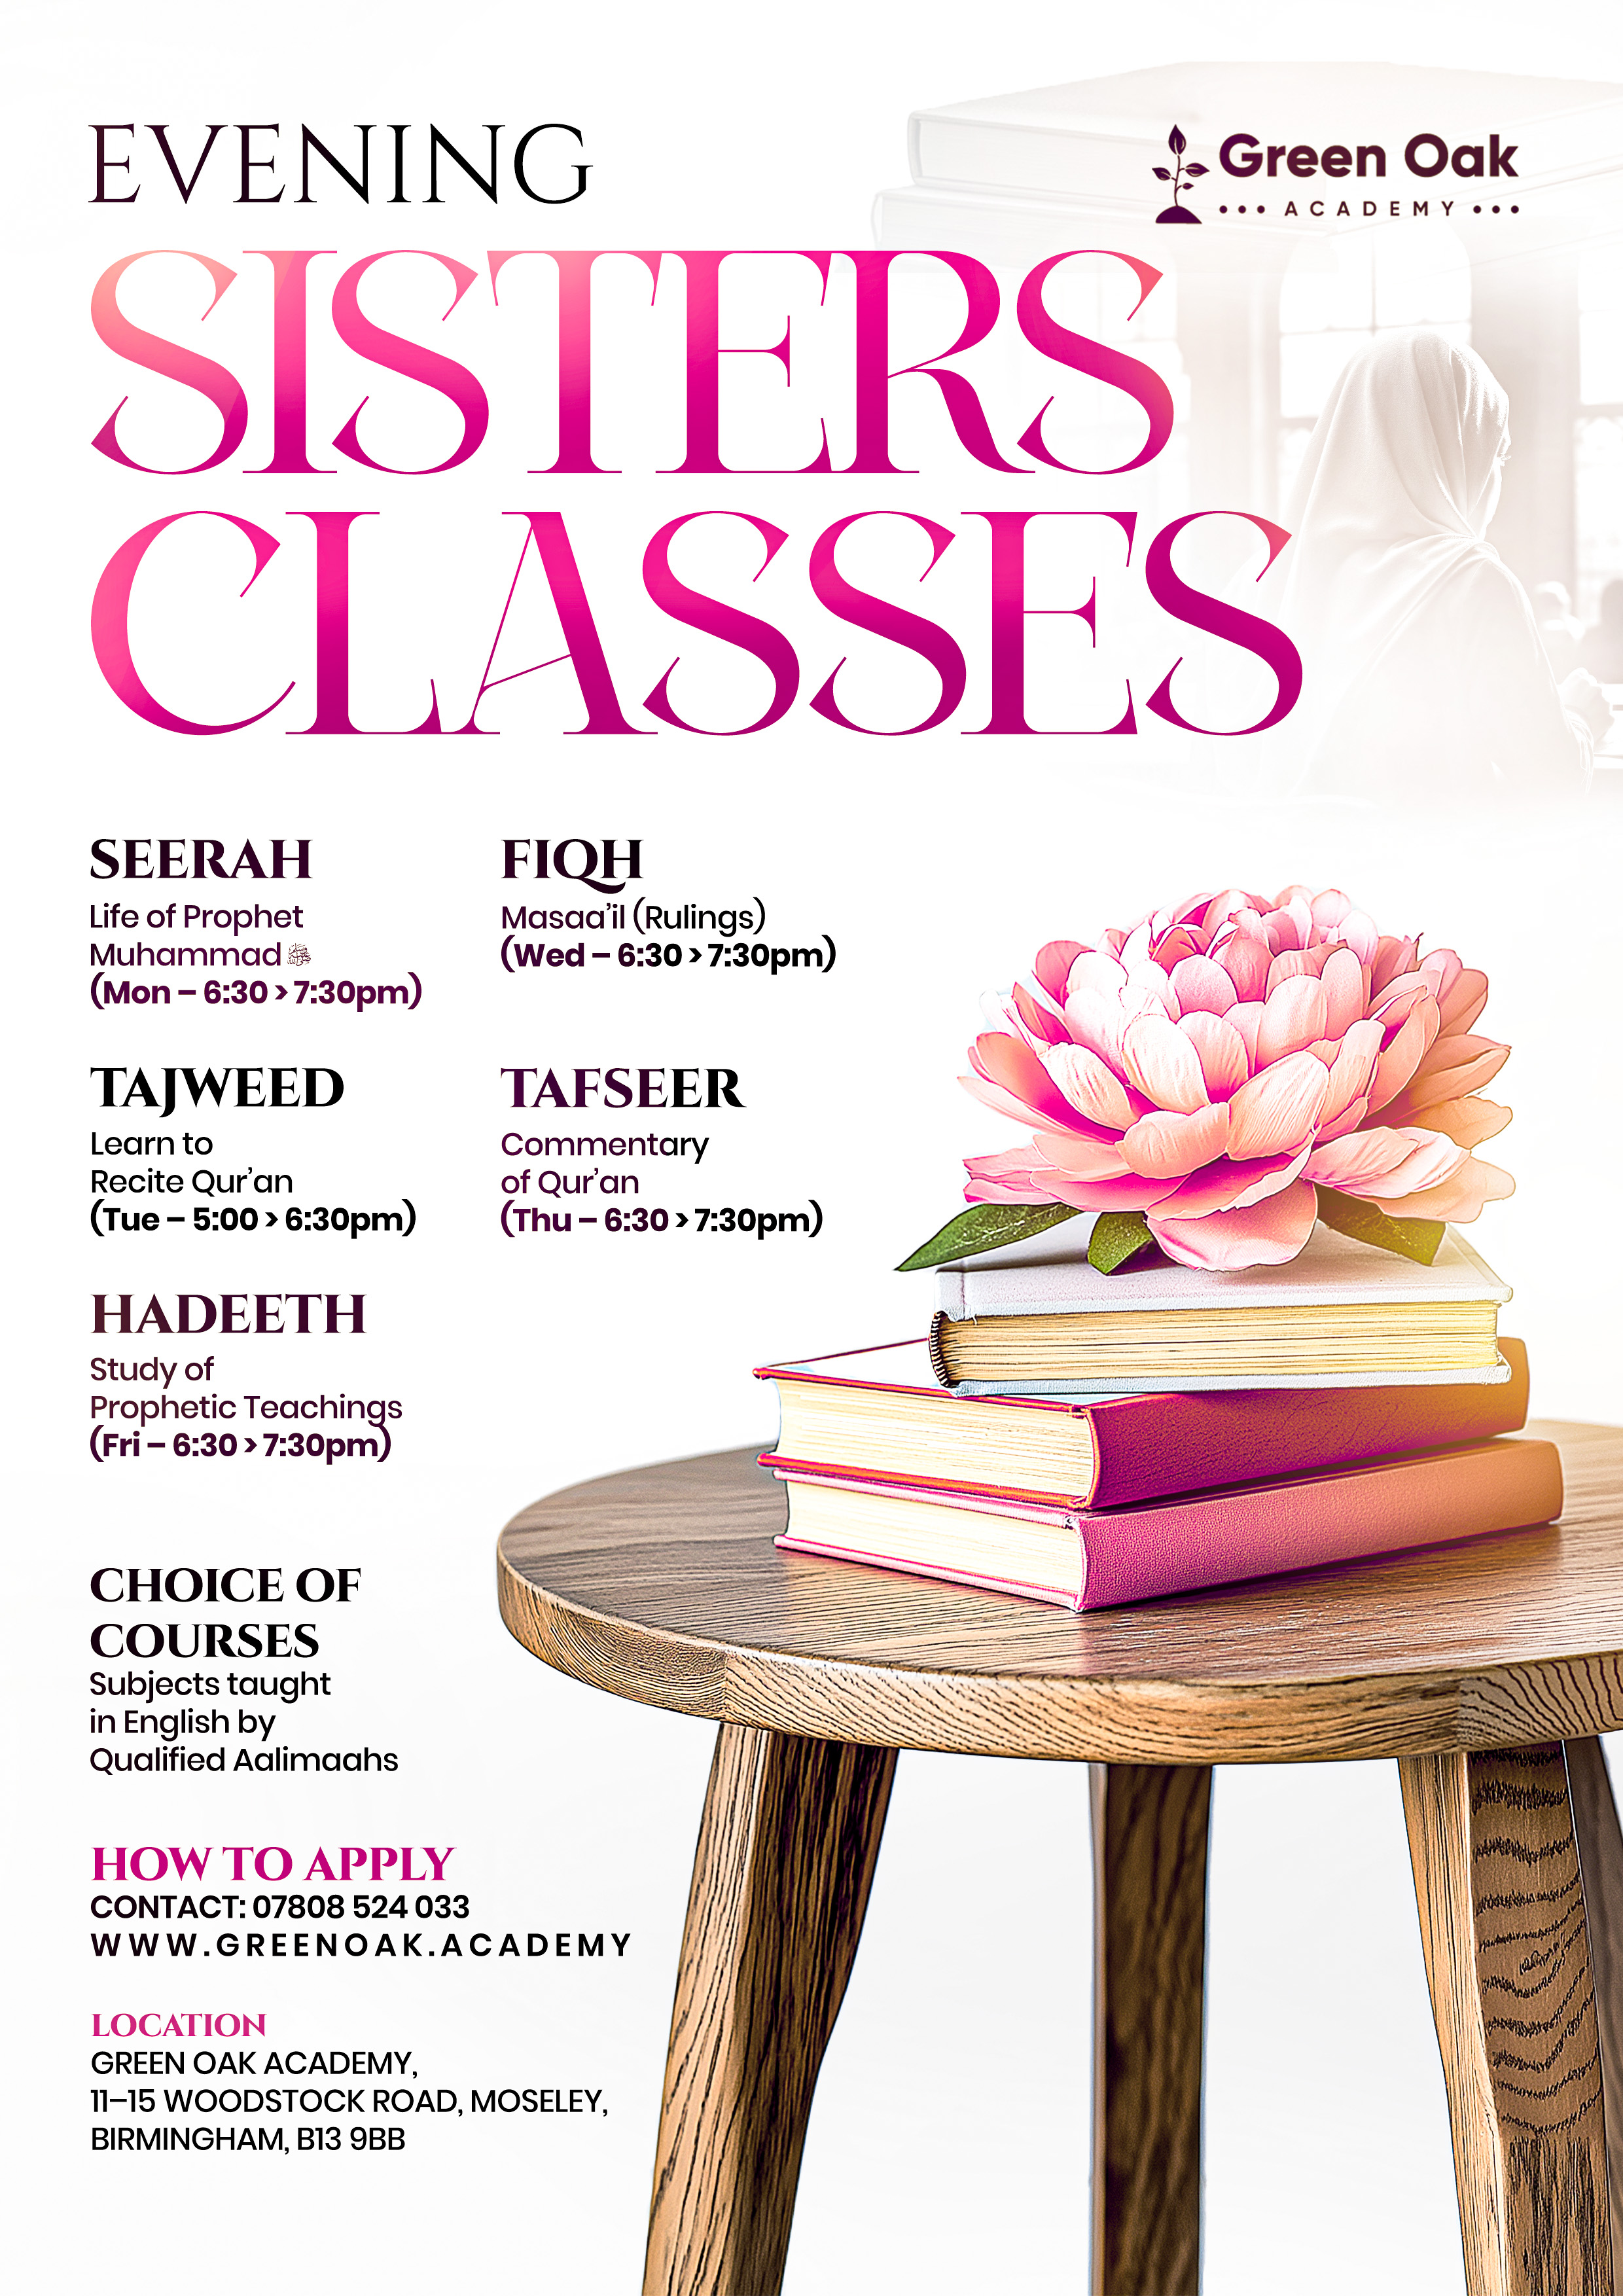 EVENING
Green Oak
••• ACADEMY •••
SISTERS
CLASSES
SEERAH
Life of Prophet
Muhammad ﷺ
(Mon – 6:30 > 7:30pm)
FIQH
Masaa’il (Rulings)
(Wed – 6:30 > 7:30pm)
TAJWEED
Learn to
Recite Qur’an
(Tue – 5:00 > 6:30pm)
TAFSEER
Commentary
of Qur’an
(Thu – 6:30 > 7:30pm)
HADEETH
Study of
Prophetic Teachings
(Fri – 6:30 > 7:30pm)
CHOICE OF
COURSES
Subjects taught
in English by
Qualified Aalimaahs
HOW TO APPLY
CONTACT: 07808 524 033
WWW.GREENOAK.ACADEMY
LOCATION
GREEN OAK ACADEMY,
11–15 WOODSTOCK ROAD, MOSELEY,
BIRMINGHAM, B13 9BB